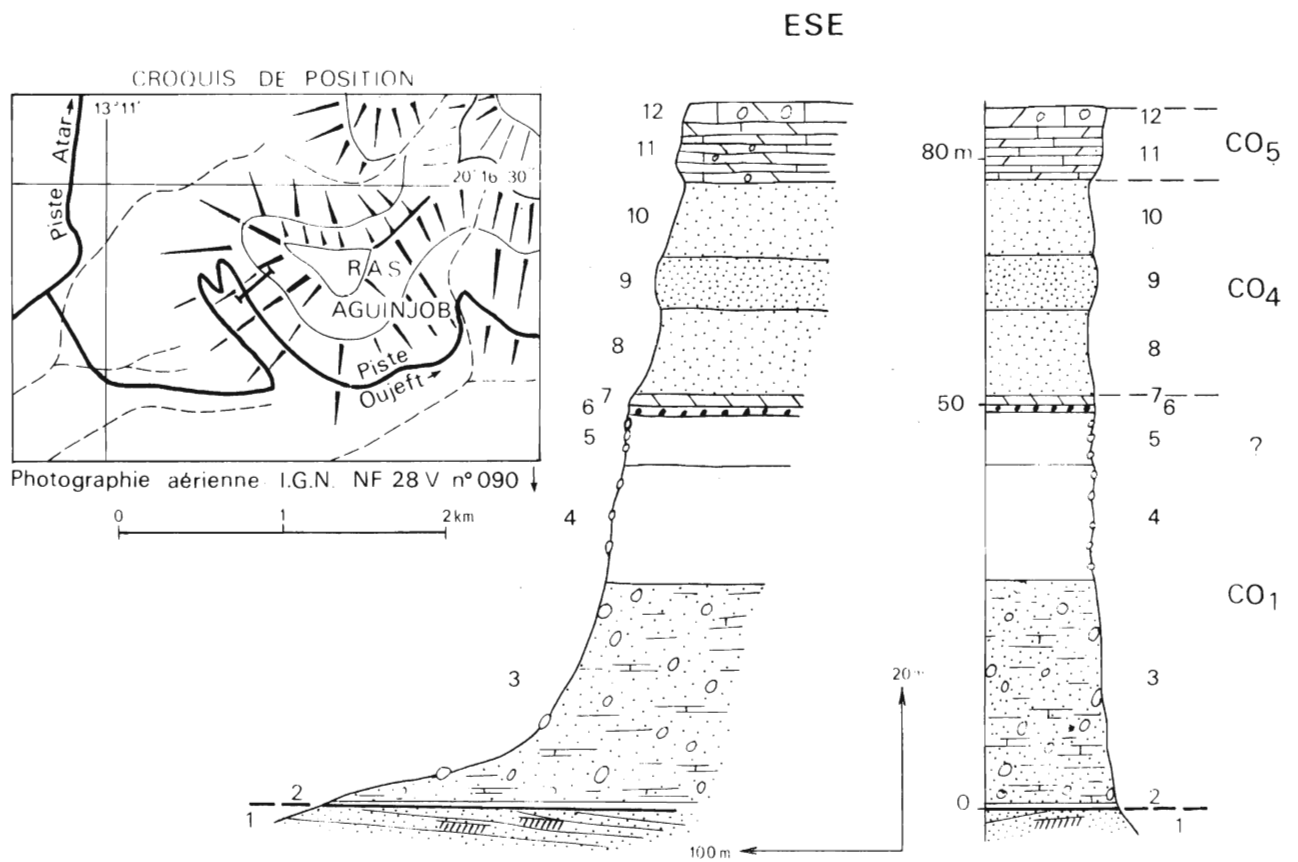 ESE
CROQUIS DE POSITION
13°11'
Piste Atar
20° 16' 30"
RAS
AGUINJOB
Piste
Oujeft
Photographie aérienne I.G.N. NF 28 V n° 090
0 1 2 km
12
11
10
9
8
7
6
5
4
3
2
1
20 m
100 m
80 m
50
0
12
11
10
9
8
7
6
5
4
3
2
1
CO5
CO4
?
CO1